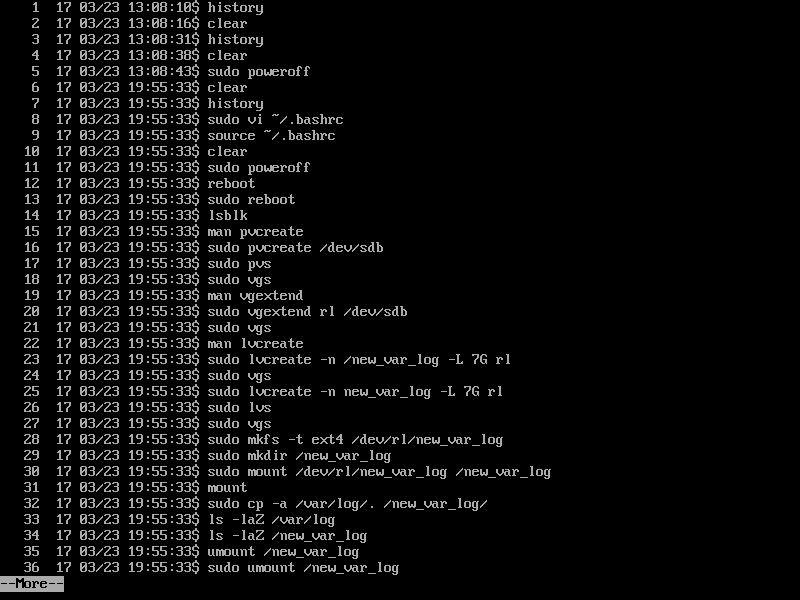 1  17 03/23 13:08:10$ history
2  17 03/23 13:08:16$ clear
3  17 03/23 13:08:31$ history
4  17 03/23 13:08:38$ clear
5  17 03/23 13:08:43$ sudo poweroff
6  17 03/23 19:55:33$ clear
7  17 03/23 19:55:33$ history
8  17 03/23 19:55:33$ sudo vi ~/.bashrc
9  17 03/23 19:55:33$ source ~/.bashrc
10  17 03/23 19:55:33$ clear
11  17 03/23 19:55:33$ sudo poweroff
12  17 03/23 19:55:33$ reboot
13  17 03/23 19:55:33$ sudo reboot
14  17 03/23 19:55:33$ lsblk
15  17 03/23 19:55:33$ man pvcreate
16  17 03/23 19:55:33$ sudo pvcreate /dev/sdb
17  17 03/23 19:55:33$ sudo pvs
18  17 03/23 19:55:33$ sudo vgs
19  17 03/23 19:55:33$ man vgextend
20  17 03/23 19:55:33$ sudo vgextend rl /dev/sdb
21  17 03/23 19:55:33$ sudo vgs
22  17 03/23 19:55:33$ man lvcreate
23  17 03/23 19:55:33$ sudo lvcreate -n /new_var_log -L 7G rl
24  17 03/23 19:55:33$ sudo vgs
25  17 03/23 19:55:33$ sudo lvcreate -n new_var_log -L 7G rl
26  17 03/23 19:55:33$ sudo lvs
27  17 03/23 19:55:33$ sudo vgs
28  17 03/23 19:55:33$ sudo mkfs -t ext4 /dev/rl/new_var_log
29  17 03/23 19:55:33$ sudo mkdir /new_var_log
30  17 03/23 19:55:33$ sudo mount /dev/rl/new_var_log /new_var_log
31  17 03/23 19:55:33$ mount
32  17 03/23 19:55:33$ sudo cp -a /var/log/. /new_var_log/
33  17 03/23 19:55:33$ ls -laZ /var/log
34  17 03/23 19:55:33$ ls -laZ /new_var_log
35  17 03/23 19:55:33$ umount /new_var_log
36  17 03/23 19:55:33$ sudo umount /new_var_log
--More--